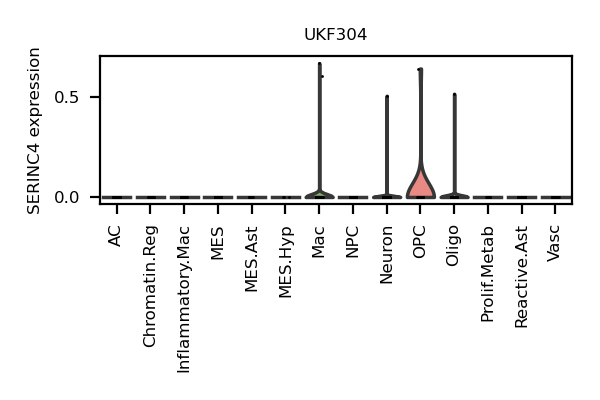 UKF304
SERINC4 expression
0.5
0.0
AC
Chromatin.Reg
Inflammatory.Mac
MES
MES.Ast
MES.Hyp
Mac
NPC
Neuron
OPC
Oligo
Prolif.Metab
Reactive.Ast
Vasc